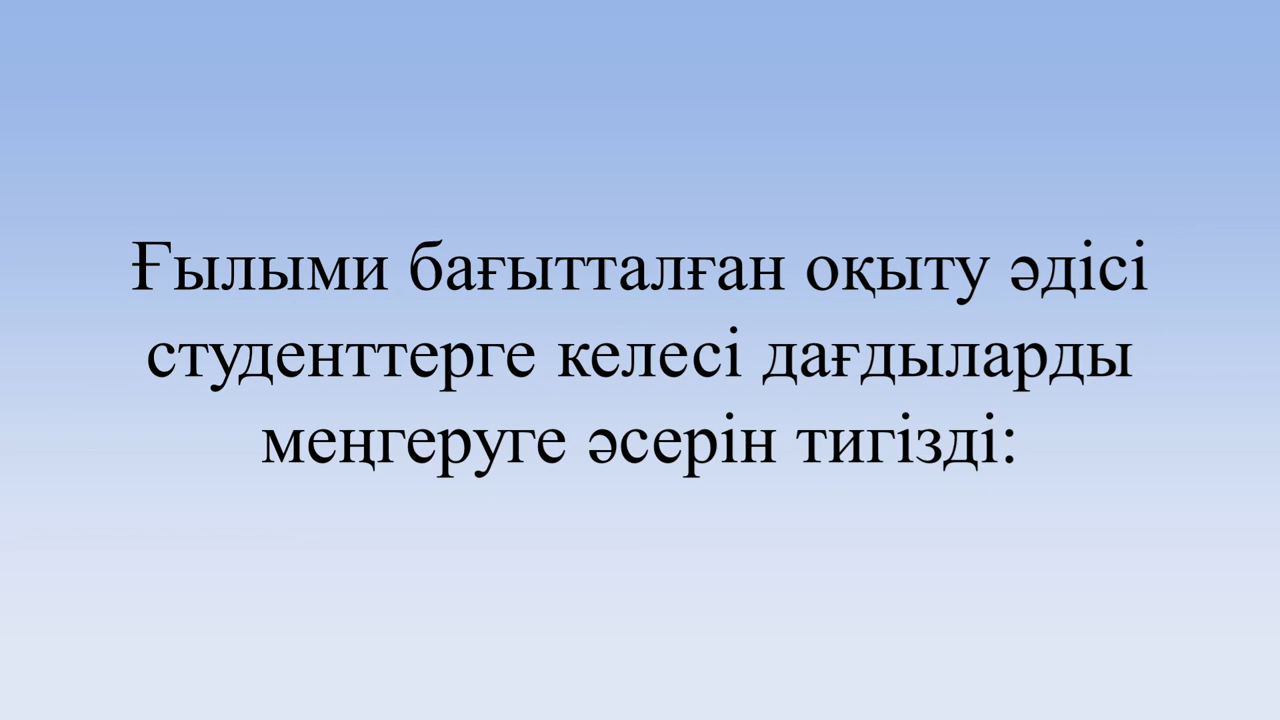 Ғылыми бағытталған оқыту әдісі
студенттерге келесі дағдыларды
меңгеруге әсерін тигізді: